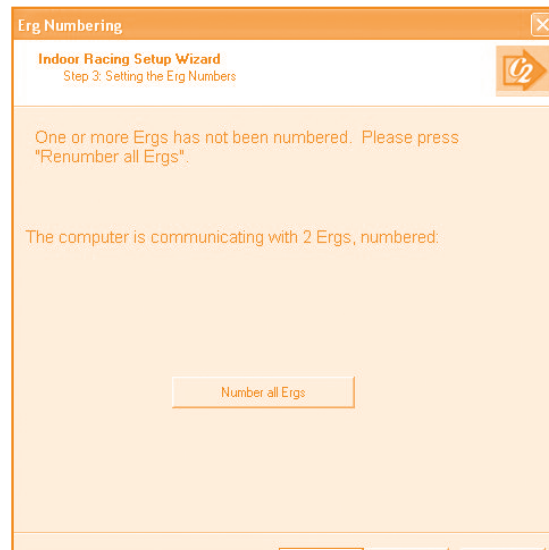 Erg Numbering
Indoor Racing Setup Wizard
Step 3: Setting the Erg Numbers
C2
One or more Ergs has not been numbered. Please press
"Renumber all Ergs".
The computer is communicating with 2 Ergs, numbered:
Number all Ergs